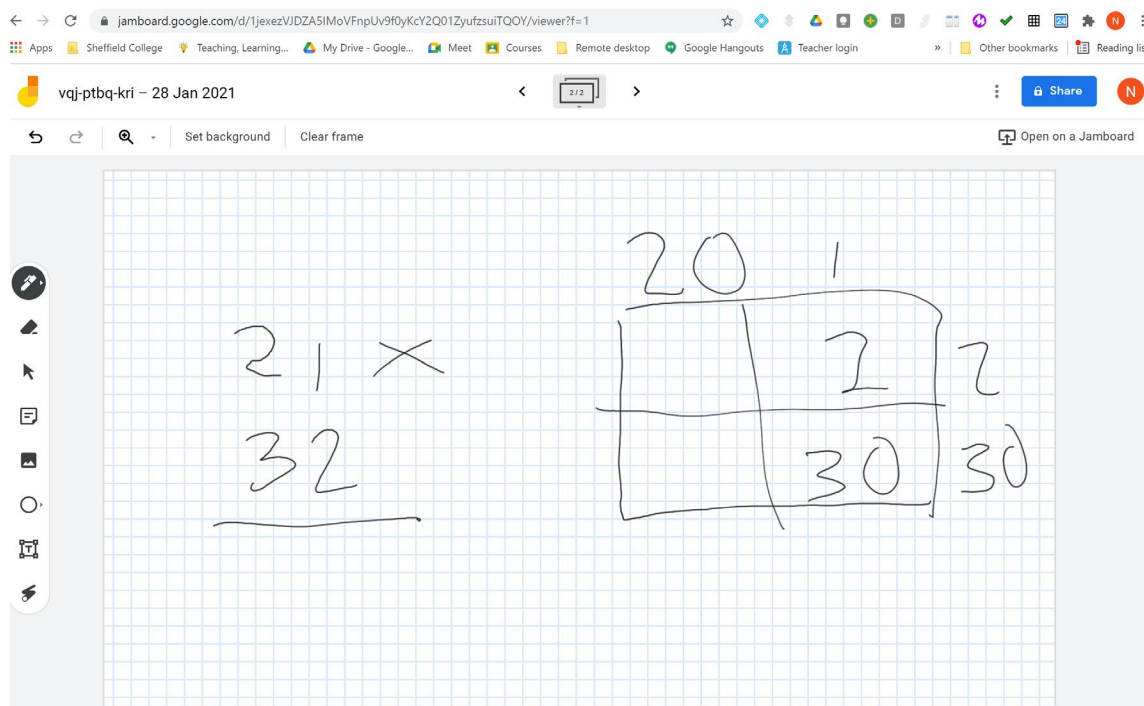 jamboard.google.com/d/1jexezVJDZA5IMoVFnpUv9f0yKcY2Q01ZyufzsuiTQOY/viewer?f=1
Apps Sheffield College Teaching, Learning... My Drive - Google... Meet Courses Remote desktop Google Hangouts Teacher login » Other bookmarks Reading lis
vqj-ptbq-kri – 28 Jan 2021 2 / 2 Share N
Set background Clear frame Open on a Jamboard
20 1
21 × 2 2
32 30 30